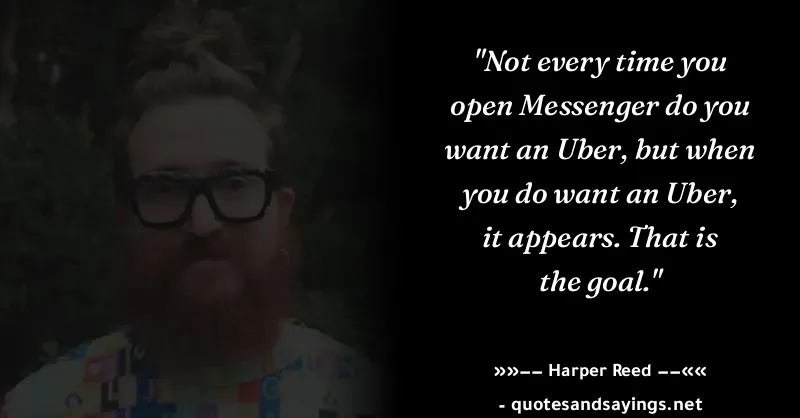 "Not every time you
open Messenger do you
want an Uber, but when
you do want an Uber,
it appears. That is
the goal."
»»−− Harper Reed −−««
- quotesandsayings.net